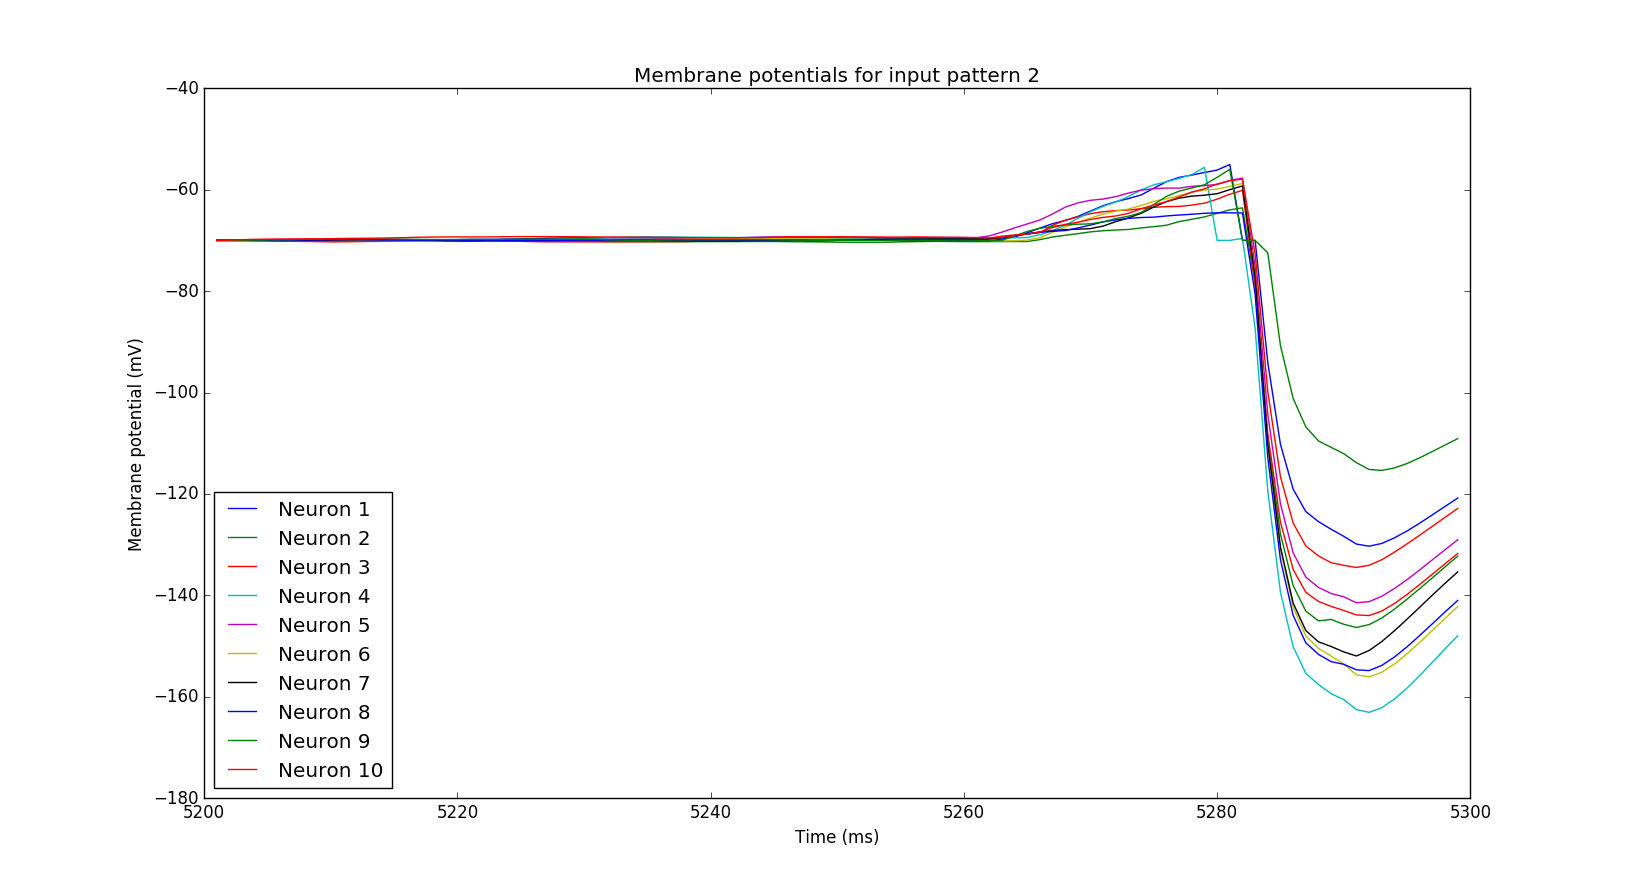 Membrane potentials for input pattern 2
−40
−60
−80
−100
−120
−140
−160
−180
Membrane potential (mV)
Neuron 1
Neuron 2
Neuron 3
Neuron 4
Neuron 5
Neuron 6
Neuron 7
Neuron 8
Neuron 9
Neuron 10
5200 5220 5240 5260 5280 5300
Time (ms)